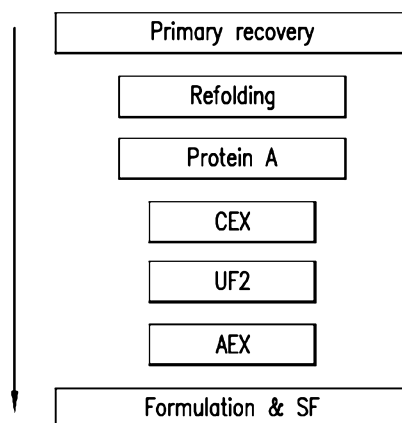 Primary recovery
Refolding
Protein A
CEX
UF2
AEX
Formulation & SF